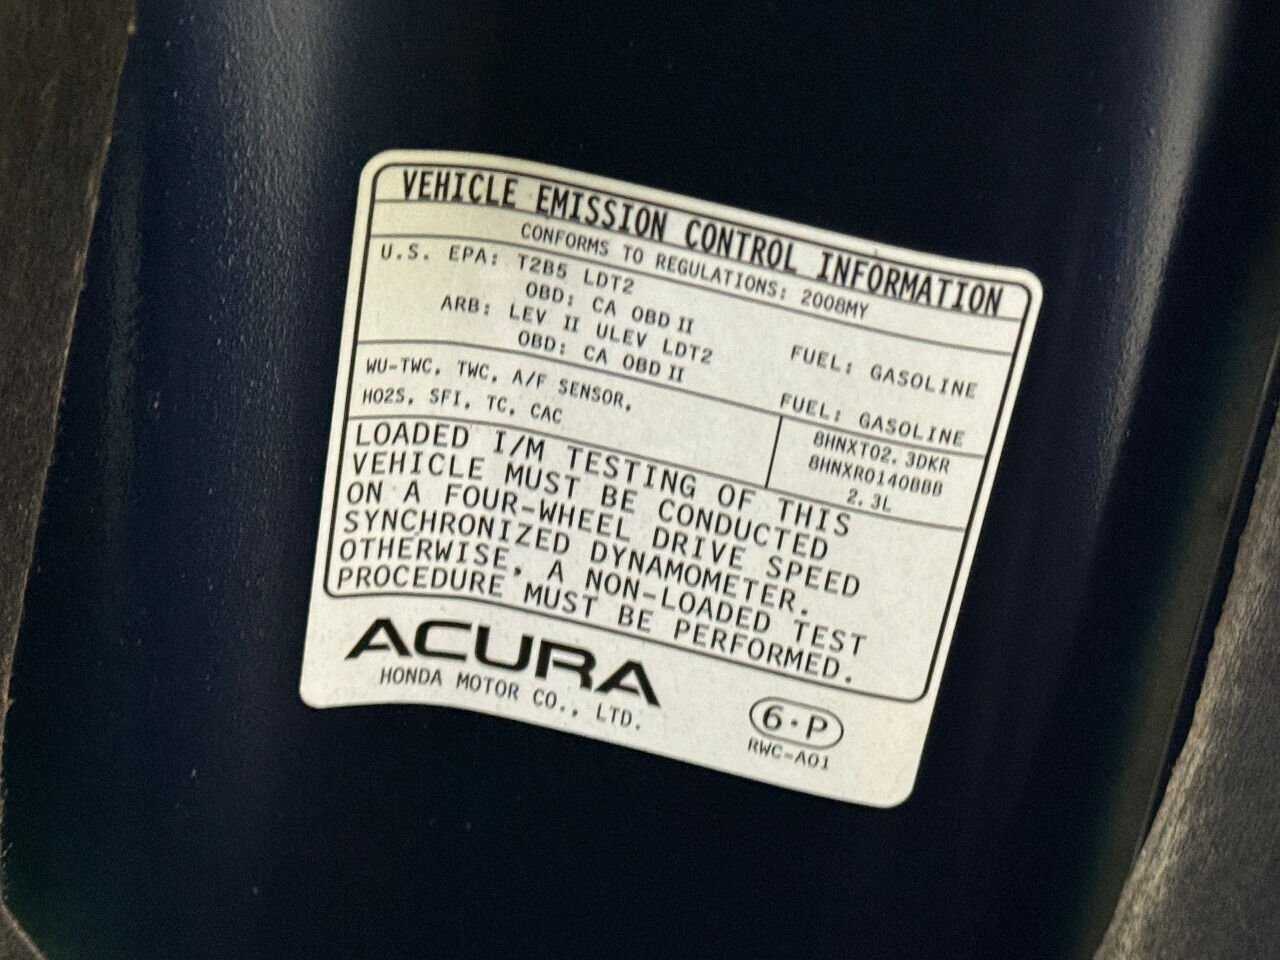 VEHICLE EMISSION CONTROL INFORMATION
CONFORMS TO REGULATIONS: 2008MY
U.S. EPA: T2B5 LDT2
OBD: CA OBD II FUEL: GASOLINE
ARB: LEV II ULEV LDT2
OBD: CA OBD II FUEL: GASOLINE
WU-TWC, TWC, A/F SENSOR,
HO2S, SFI, TC, CAC
8HNXT02.3DKR
8HNXR0140BBB
2.3L
LOADED I/M TESTING OF THIS
VEHICLE MUST BE CONDUCTED
ON A FOUR-WHEEL DRIVE SPEED
SYNCHRONIZED DYNAMOMETER.
OTHERWISE, A NON-LOADED TEST
PROCEDURE MUST BE PERFORMED.
ACURA
HONDA MOTOR CO., LTD.
6·P
RWC-A01